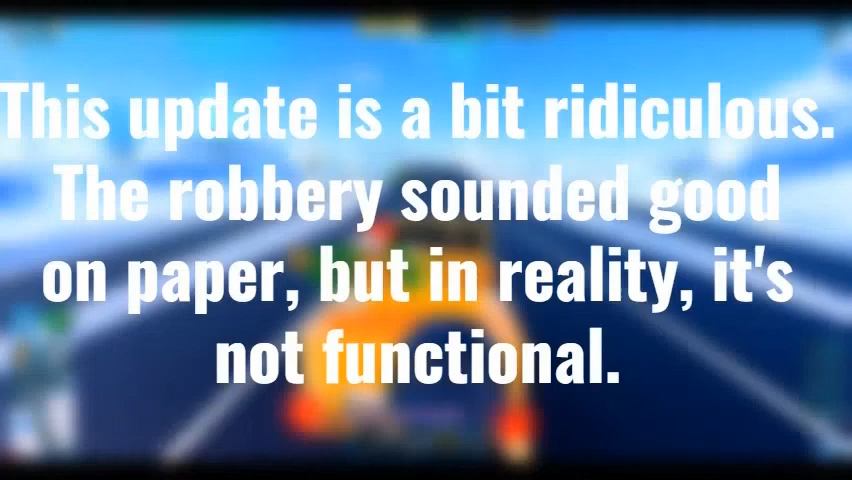 This update is a bit ridiculous.
The robbery sounded good
on paper, but in reality, it's
not functional.